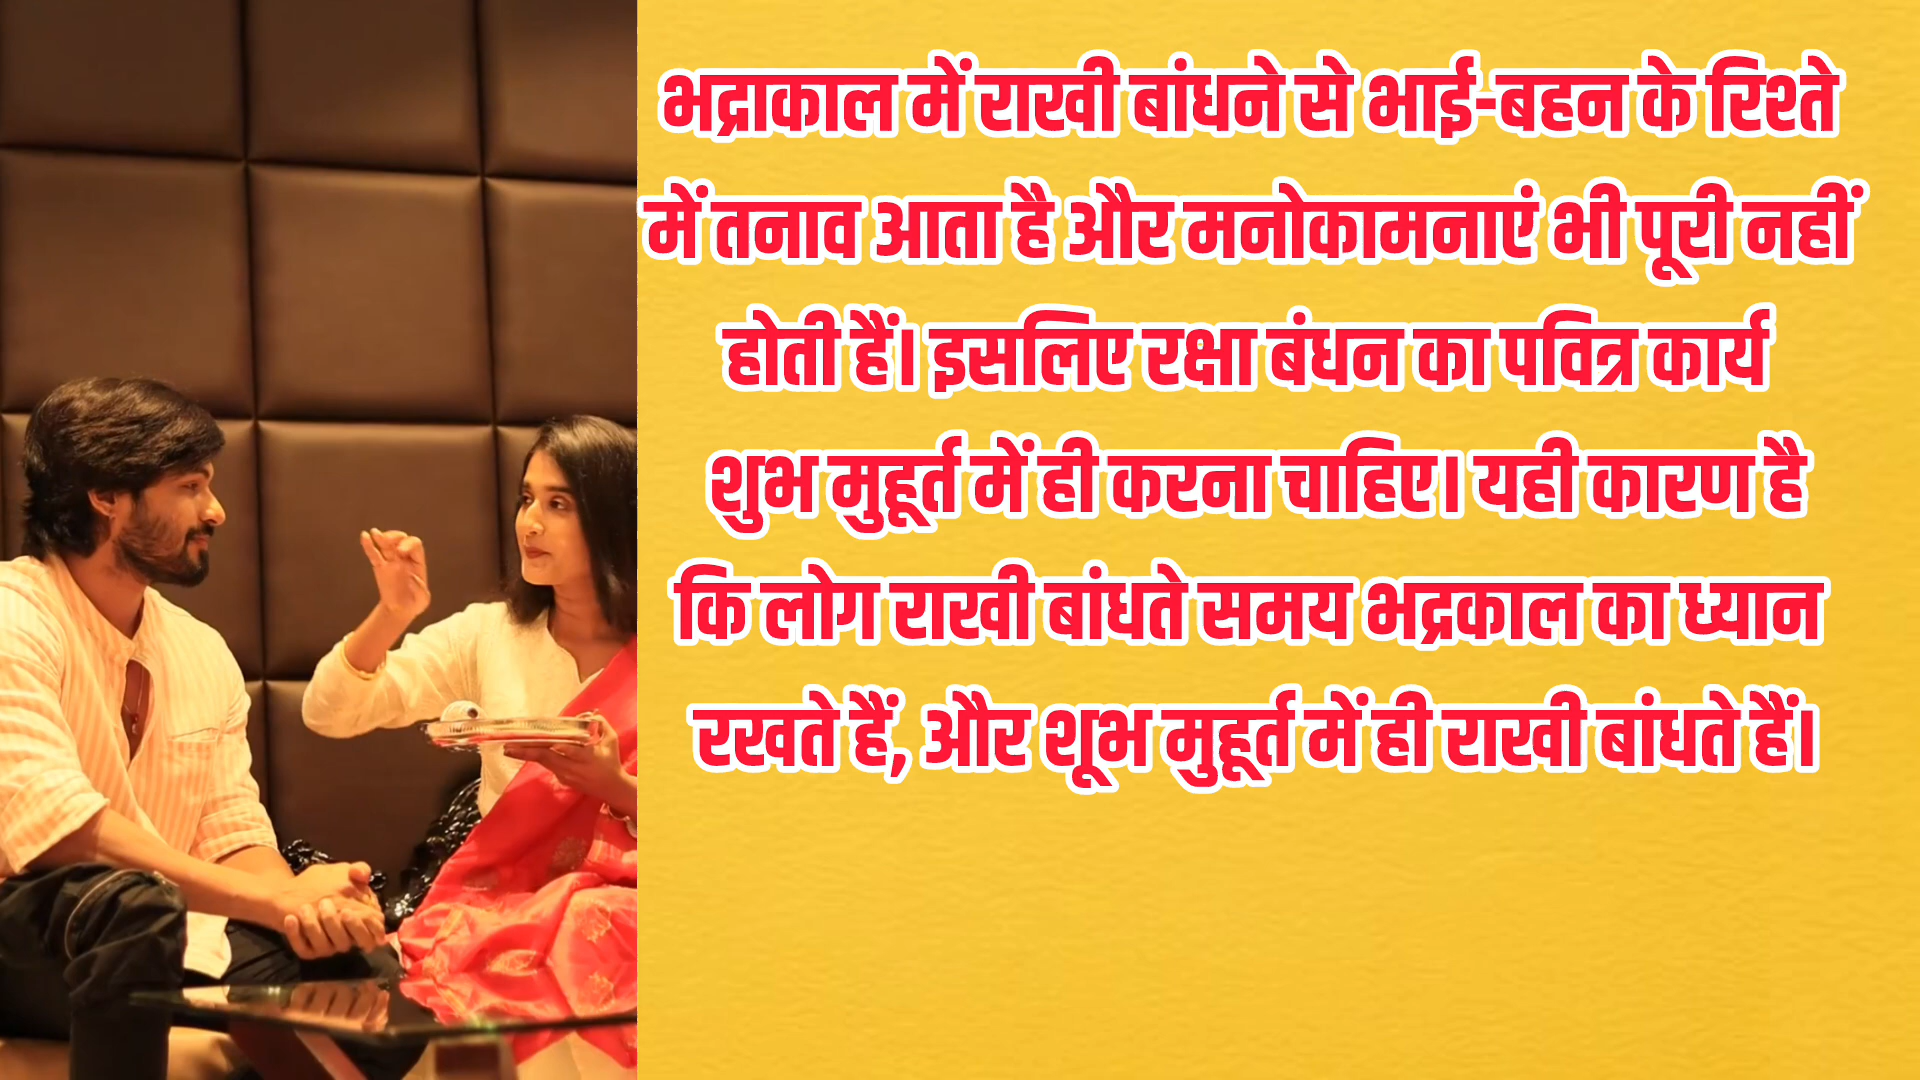 भद्राकाल में राखी बांधने से भाई-बहन के रिश्ते
में तनाव आता है और मनोकामनाएं भी पूरी नहीं
होती हैं। इसलिए रक्षा बंधन का पवित्र कार्य
शुभ मुहूर्त में ही करना चाहिए। यही कारण है
कि लोग राखी बांधते समय भद्रकाल का ध्यान
रखते हैं, और शूभ मुहूर्त में ही राखी बांधते हैं।